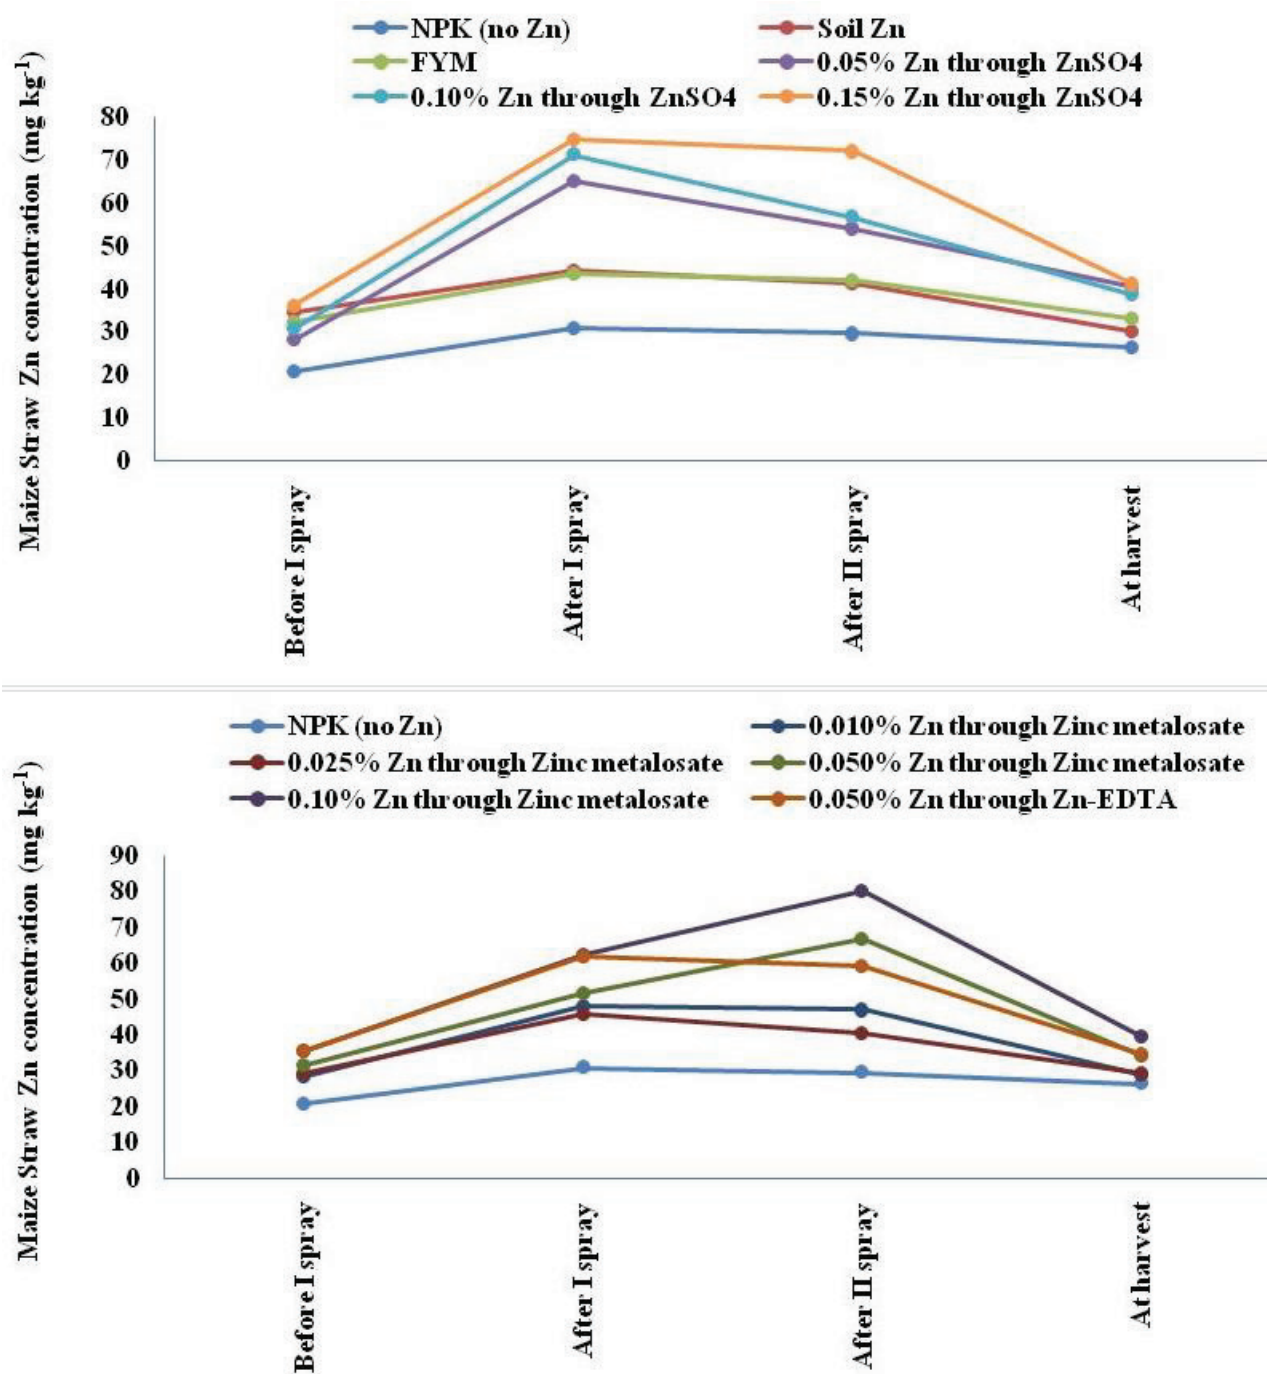 NPK (no Zn) Soil Zn
FYM 0.05% Zn through ZnSO4
0.10% Zn through ZnSO4 0.15% Zn through ZnSO4
Maize Straw Zn concentration (mg kg-1)
80
70
60
50
40
30
20
10
0
Before I spray
After I spray
After II spray
At harvest
NPK (no Zn) 0.010% Zn through Zinc metalosate
0.025% Zn through Zinc metalosate 0.050% Zn through Zinc metalosate
0.10% Zn through Zinc metalosate 0.050% Zn through Zn-EDTA
Maize Straw Zn concentration (mg kg-1)
90
80
70
60
50
40
30
20
10
0
Before I spray
After I spray
After II spray
At harvest